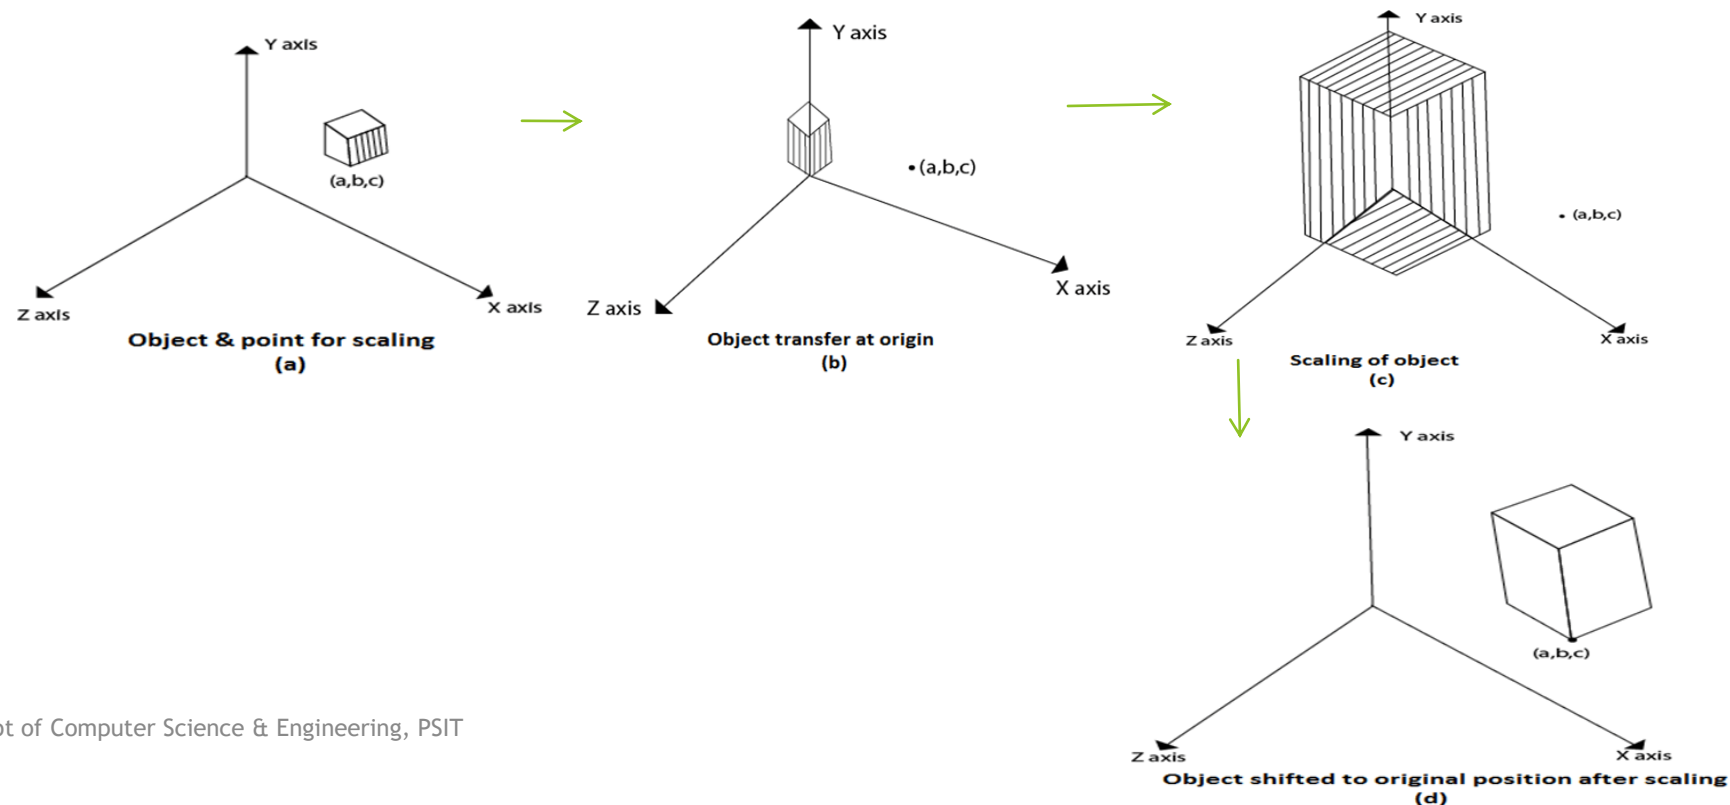 Y axis
(a,b,c)
Z axis
X axis
Object & point for scaling
(a)
Y axis
(a,b,c)
X axis
Z axis
Object transfer at origin
(b)
Y axis
(a,b,c)
Z axis
X axis
Scaling of object
(c)
Y axis
(a,b,c)
Z axis
X axis
Object shifted to original position after scaling
(d)
of Computer Science & Engineering, PSIT